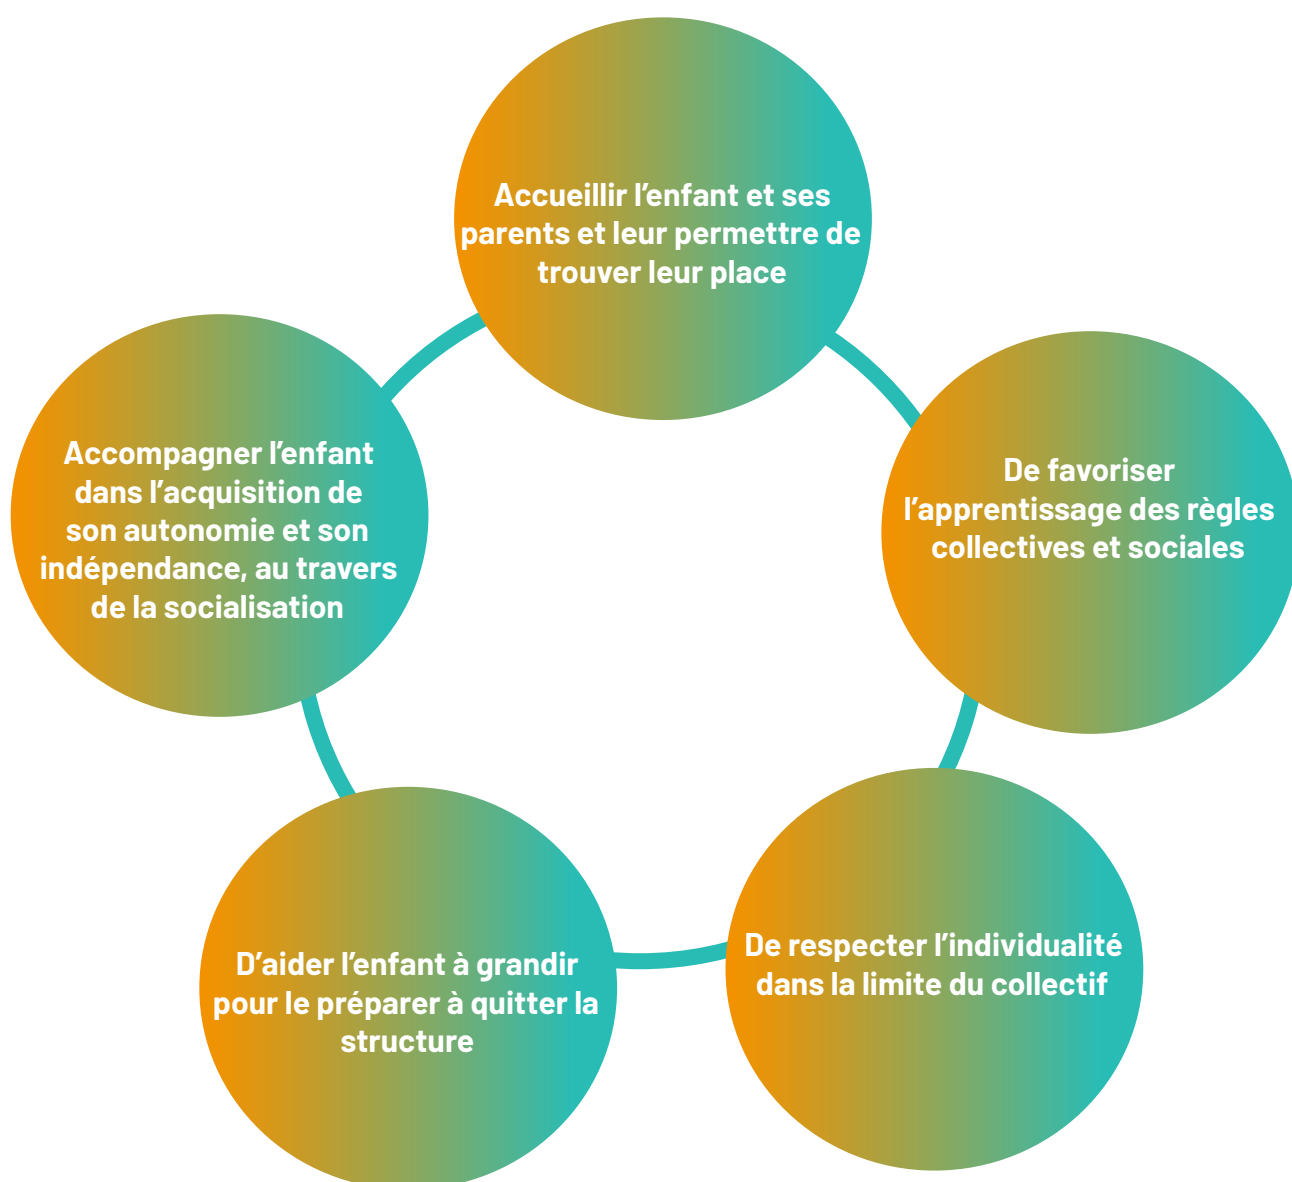 Accueillir l’enfant et ses
parents et leur permettre de
trouver leur place
De favoriser
l’apprentissage des règles
collectives et sociales
De respecter l’individualité
dans la limite du collectif
D’aider l’enfant à grandir
pour le préparer à quitter la
structure
Accompagner l’enfant
dans l’acquisition de
son autonomie et son
indépendance, au travers
de la socialisation